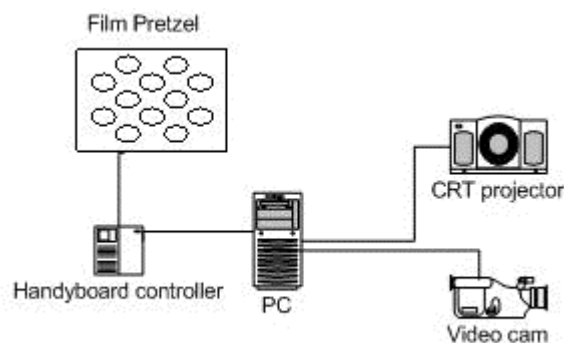 Film Pretzel
CRT projector
Handyboard controller
PC
Video cam